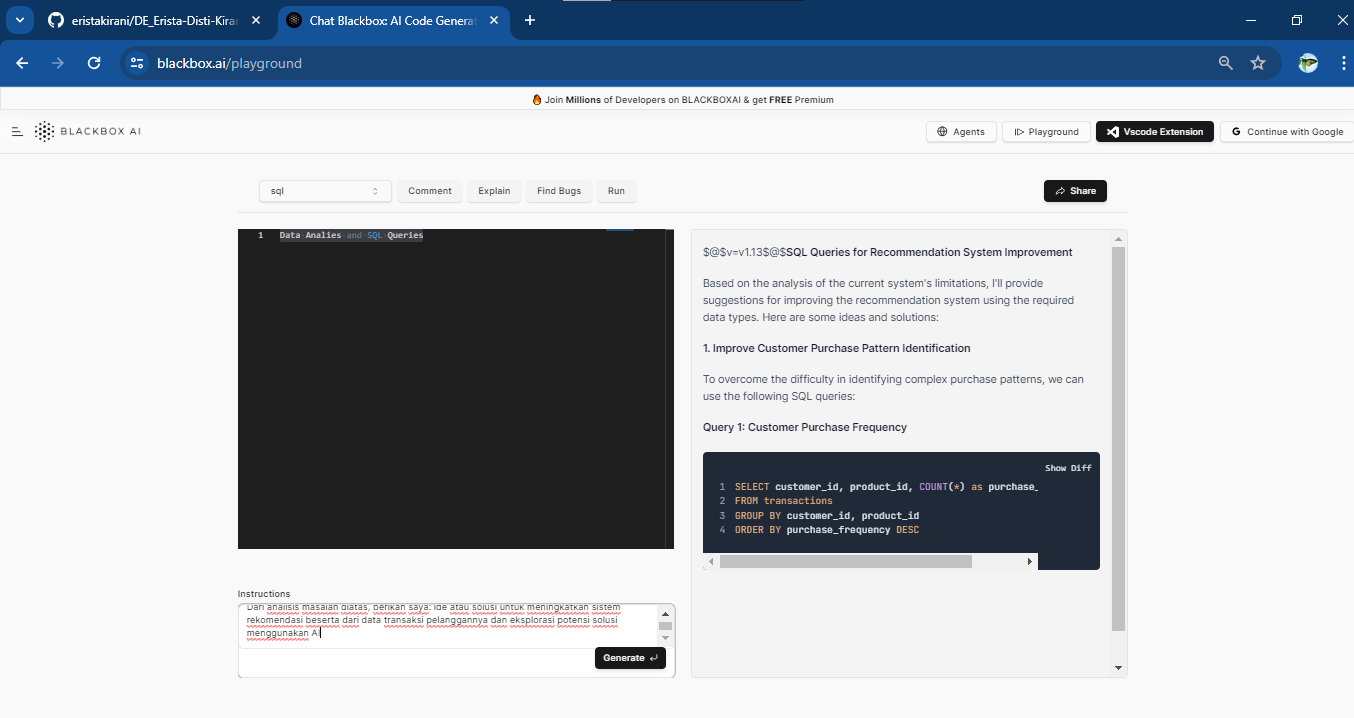 eristakirani/DE_Erista-Disti-Kirar
Chat Blackbox: AI Code Generat
blackbox.ai/playground
Join Millions of Developers on BLACKBOXAI & get FREE Premium
BLACKBOX AI
Agents
Playground
Vscode Extension
G Continue with Google
sql
Comment
Explain
Find Bugs
Run
Share
1 Data Analies and SQL Queries
Instructions
Dari analisis masalah diatas, berikan saya: ide atau solusi untuk meningkatkan sistem
rekomendasi beserta dari data transaksi pelanggannya dan eksplorasi potensi solusi
menggunakan AI
Generate
$@$v=v1.13$@$SQL Queries for Recommendation System Improvement
Based on the analysis of the current system's limitations, I'll provide
suggestions for improving the recommendation system using the required
data types. Here are some ideas and solutions:
1. Improve Customer Purchase Pattern Identification
To overcome the difficulty in identifying complex purchase patterns, we can
use the following SQL queries:
Query 1: Customer Purchase Frequency
Show Diff
1 SELECT customer_id, product_id, COUNT(*) as purchase_
2 FROM transactions
3 GROUP BY customer_id, product_id
4 ORDER BY purchase_frequency DESC